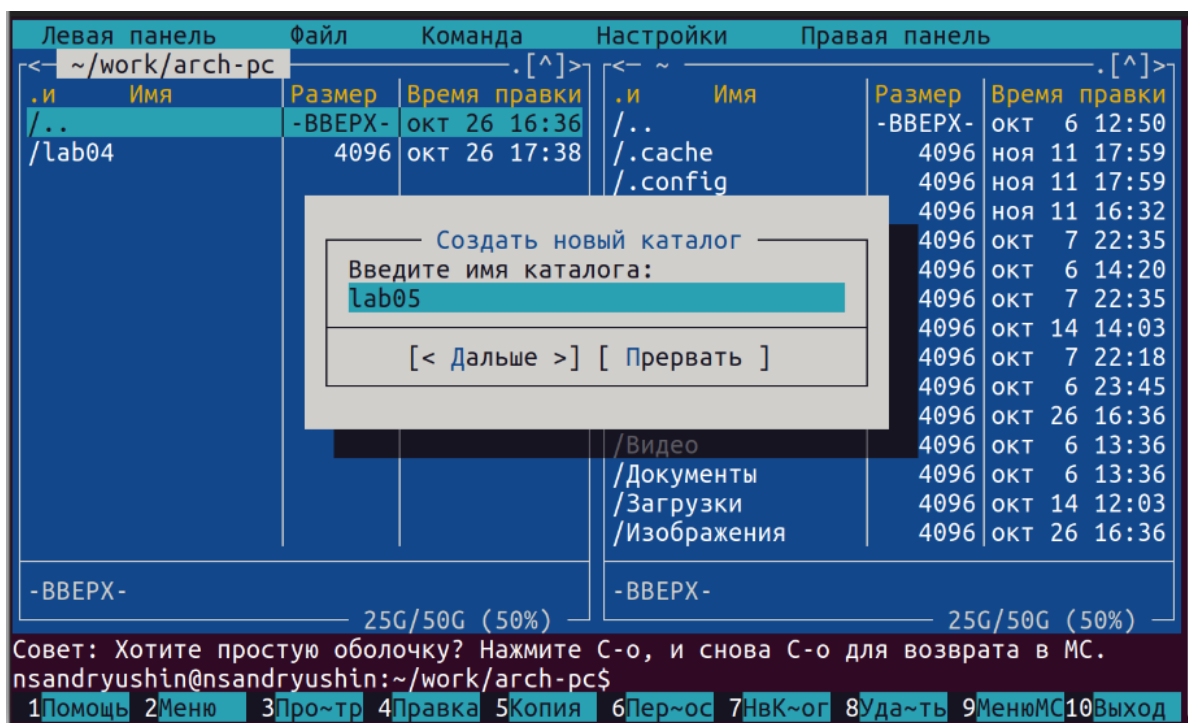 Левая панель Файл Команда Настройки Правая панель
<— ~/work/arch-pc .[^]> <— ~ .[^]>
.и Имя Размер Время правки .и Имя Размер Время правки
/.. -ВВЕРХ- окт 26 16:36 /.. -ВВЕРХ- окт 6 12:50
/lab04 4096 окт 26 17:38 /.cache 4096 ноя 11 17:59
/.config 4096 ноя 11 17:59
4096 ноя 11 16:32
Создать новый каталог 4096 окт 7 22:35
Введите имя каталога: 4096 окт 6 14:20
lab05 4096 окт 7 22:35
4096 окт 14 14:03
[< Дальше >] [ Прервать ] 4096 окт 7 22:18
4096 окт 6 23:45
4096 окт 26 16:36
/Видео 4096 окт 6 13:36
/Документы 4096 окт 6 13:36
/Загрузки 4096 окт 14 12:03
/Изображения 4096 окт 26 16:36
-ВВЕРХ- -ВВЕРХ-
25G/50G (50%) 25G/50G (50%)
Совет: Хотите простую оболочку? Нажмите C-o, и снова C-o для возврата в MC.
nsandryushin@nsandryushin:~/work/arch-pc$
1Помощь 2Меню 3Про~тр 4Правка 5Копия 6Пер~ос 7НвК~ог 8Уда~ть 9МенюMC10Выход